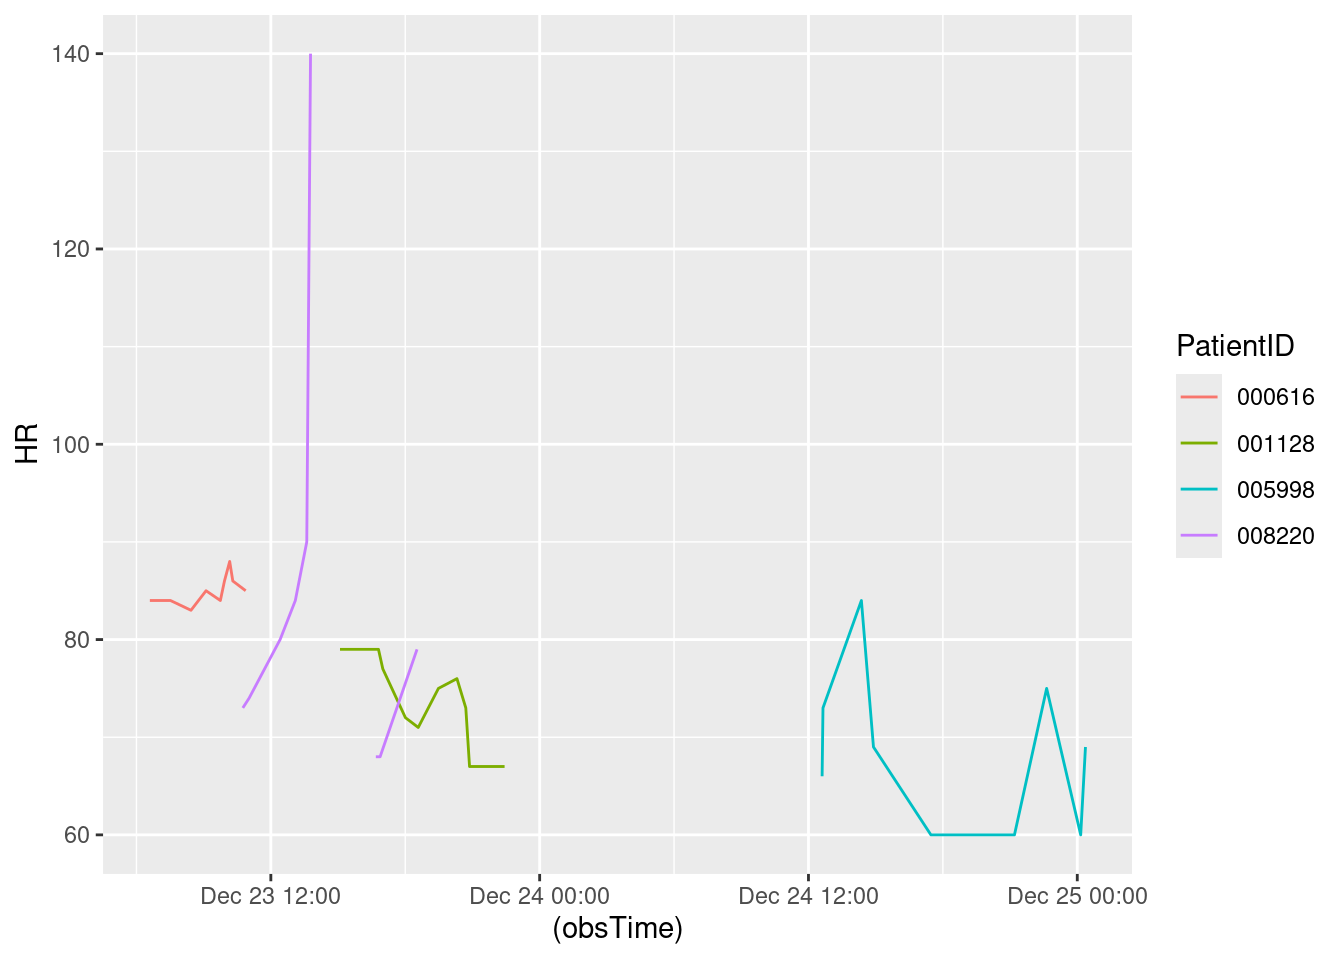 140
120
100
80
60
HR
Dec 23 12:00
Dec 24 00:00
Dec 24 12:00
Dec 25 00:00
(obsTime)
PatientID
000616
001128
005998
008220